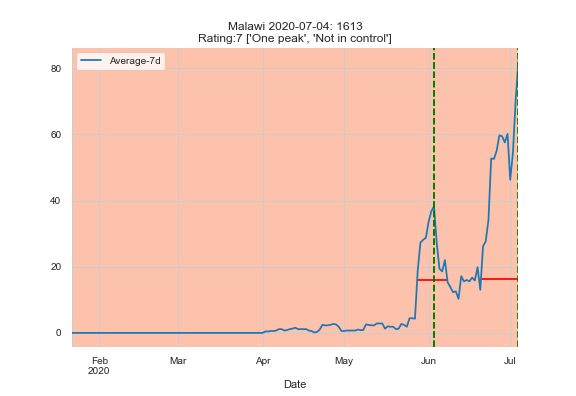 Malawi 2020-07-04: 1613
Rating:7 ['One peak', 'Not in control']
Average-7d
80
60
40
20
0
Feb Mar Apr May Jun Jul
2020
Date